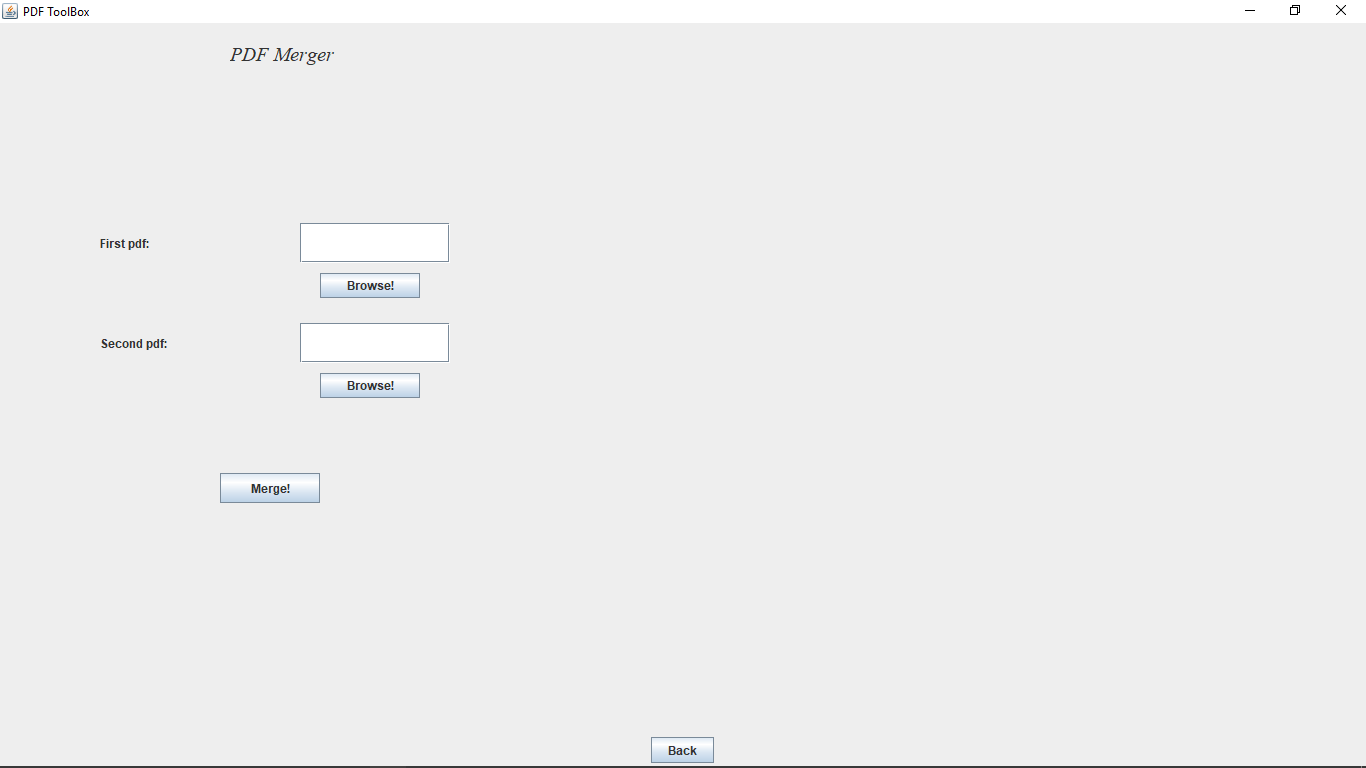 PDF ToolBox
PDF Merger
First pdf:
Browse!
Second pdf:
Browse!
Merge!
Back